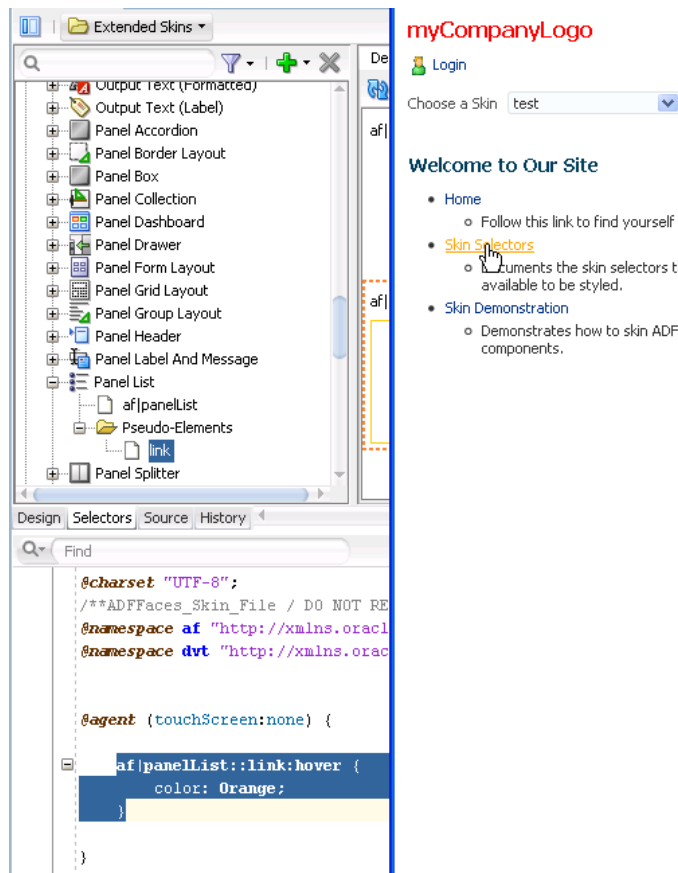 Extended Skins
Output Text (Formatted)
Output Text (Label)
Panel Accordion
Panel Border Layout
Panel Box
Panel Collection
Panel Dashboard
Panel Drawer
Panel Form Layout
Panel Grid Layout
Panel Group Layout
Panel Header
Panel Label And Message
Panel List
af|panelList
Pseudo-Elements
link
Panel Splitter
De
af|
af|
Design Selectors Source History
Find
@charset "UTF-8";
/**ADFFaces_Skin_File / DO NOT RE
@namespace af "http://xmlns.oracl
@namespace dvt "http://xmlns.orac
@agent (touchScreen:none) {
af|panelList::link:hover {
color: Orange;
}
}
myCompanyLogo
Login
Choose a Skin test
Welcome to Our Site
Home
Follow this link to find yourself
Skin Selectors
the skin selectors t
available to be styled.
Skin Demonstration
Demonstrates how to skin ADF
components.